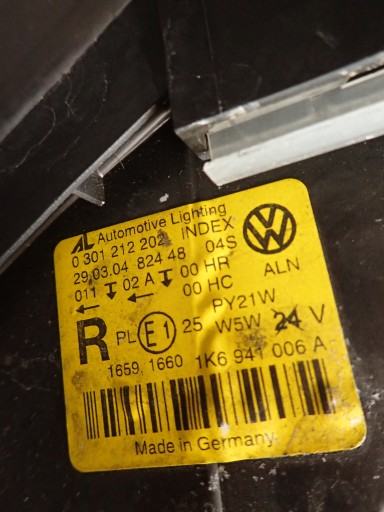 AL Automotive Lighting
0 301 212 202 INDEX
29.03.04 824 48 04S
011 02 A 00 HR
00 HC
ALN
PY21W
R PL E1 25 W5W 24 V
1659, 1660 1K6 941 006 A
Made in Germany